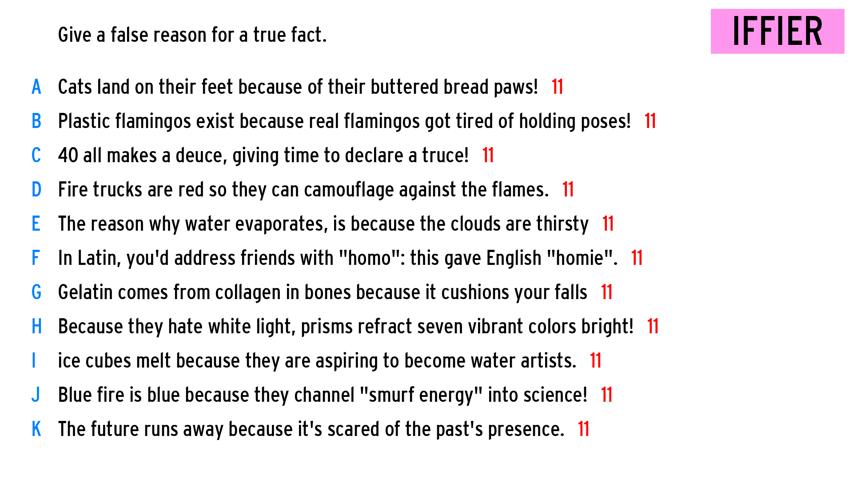 Give a false reason for a true fact.
IFFIER
A Cats land on their feet because of their buttered bread paws! 11
B Plastic flamingos exist because real flamingos got tired of holding poses! 11
C 40 all makes a deuce, giving time to declare a truce! 11
D Fire trucks are red so they can camouflage against the flames. 11
E The reason why water evaporates, is because the clouds are thirsty 11
F In Latin, you'd address friends with "homo": this gave English "homie". 11
G Gelatin comes from collagen in bones because it cushions your falls 11
H Because they hate white light, prisms refract seven vibrant colors bright! 11
I ice cubes melt because they are aspiring to become water artists. 11
J Blue fire is blue because they channel "smurf energy" into science! 11
K The future runs away because it's scared of the past's presence. 11